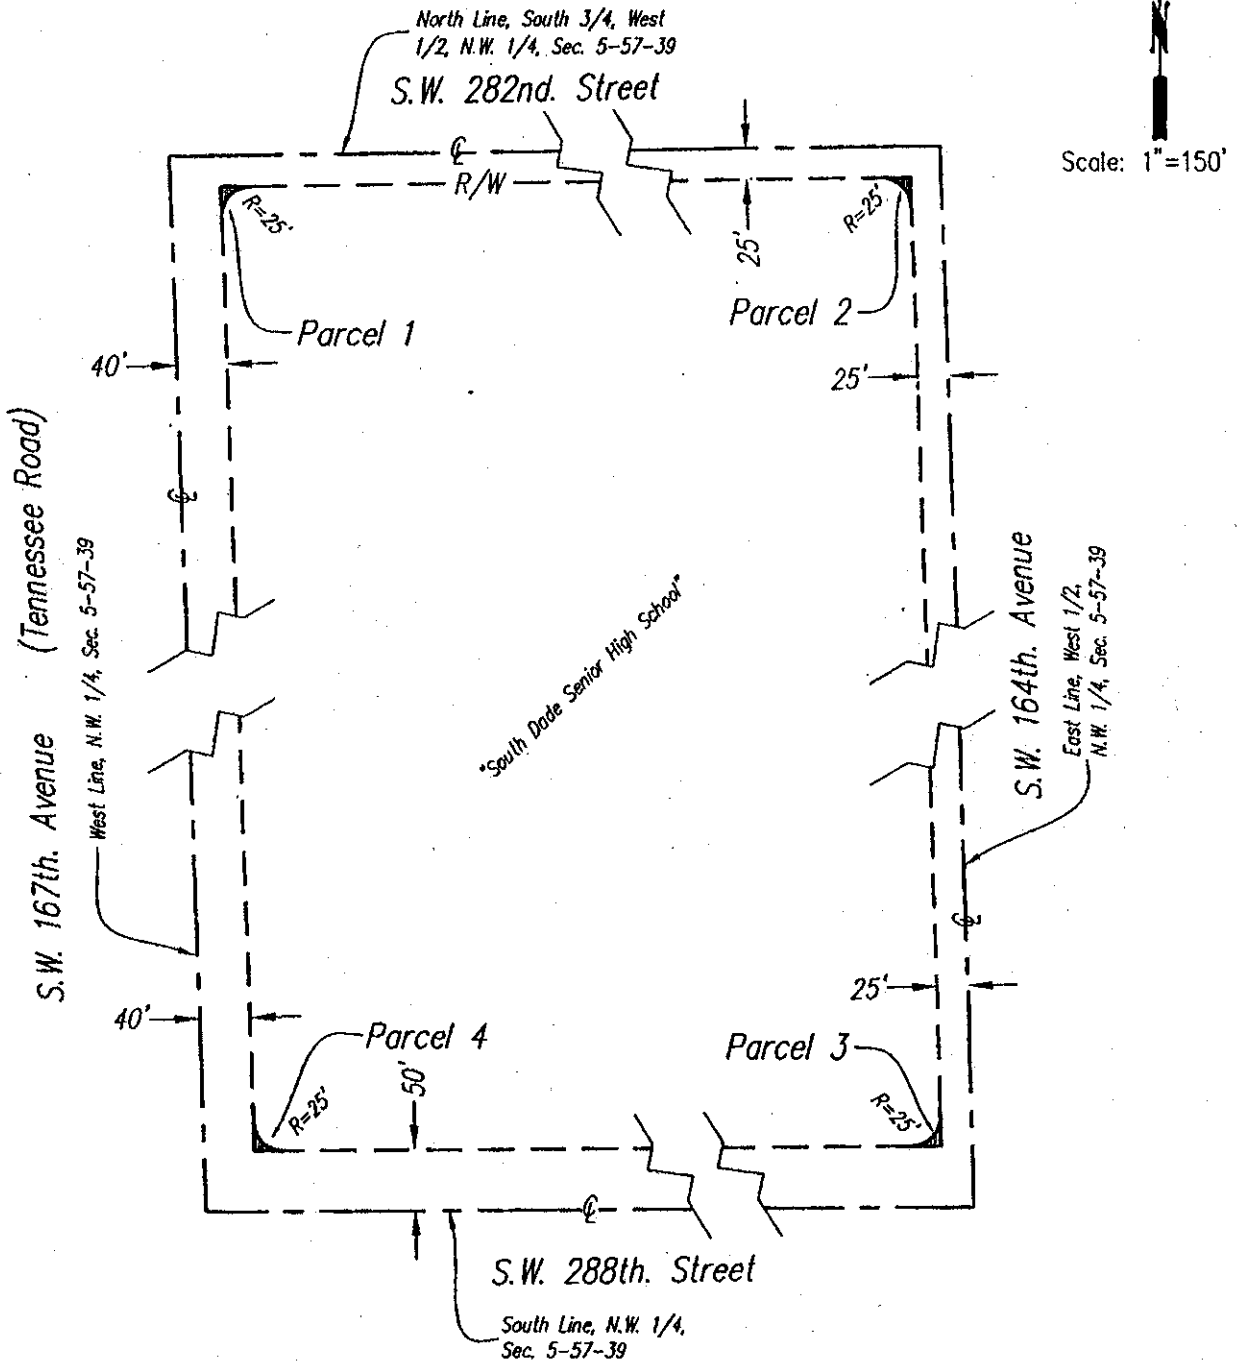 North Line, South 3/4, West
1/2, N.W. 1/4, Sec. 5-57-39
S.W. 282nd. Street
N
Scale: 1"=150'
℄
R/W
R=25'
R=25'
25'
Parcel 1
Parcel 2
40'
25'
S.W. 167th. Avenue (Tennessee Road)
West Line, N.W. 1/4, Sec. 5-57-39
℄
"South Dade Senior High School"
S.W. 164th. Avenue
East Line, West 1/2,
N.W. 1/4, Sec. 5-57-39
℄
40'
25'
Parcel 4
Parcel 3
50'
R=25'
R=25'
℄
S.W. 288th. Street
South Line, N.W. 1/4,
Sec. 5-57-39